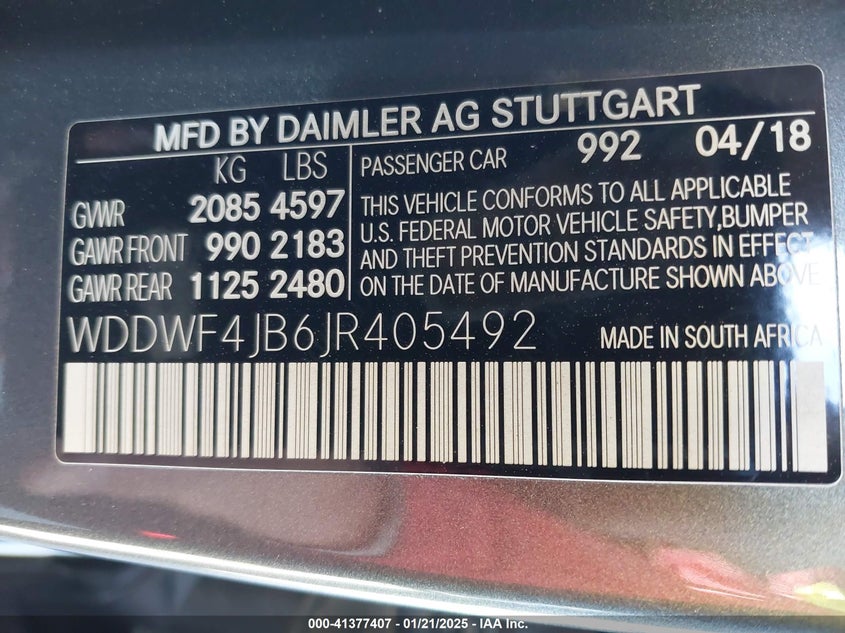 MFD BY DAIMLER AG STUTTGART
KG LBS
PASSENGER CAR 992 04/18
GVWR 2085 4597
GAWR FRONT 990 2183
GAWR REAR 1125 2480
THIS VEHICLE CONFORMS TO ALL APPLICABLE
U.S. FEDERAL MOTOR VEHICLE SAFETY,BUMPER
AND THEFT PREVENTION STANDARDS IN EFFECT
ON THE DATE OF MANUFACTURE SHOWN ABOVE
WDDWF4JB6JR405492 MADE IN SOUTH AFRICA
000-41377407 - 01/21/2025 - IAA Inc.